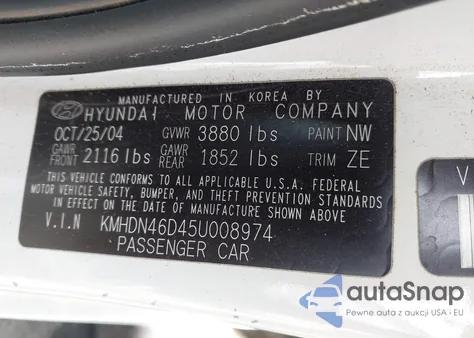 MANUFACTURED IN KOREA BY
HYUNDAI MOTOR COMPANY
OCT/25/04 GVWR 3880 lbs PAINT NW
GAWR FRONT 2116 lbs GAWR REAR 1852 lbs TRIM ZE
THIS VEHICLE CONFORMS TO ALL APPLICABLE U.S.A. FEDERAL
MOTOR VEHICLE SAFETY, BUMPER, AND THEFT PREVENTION STANDARDS
IN EFFECT ON THE DATE OF MANUFACTURE SHOWN ABOVE.
V.I.N KMHDN46D45U008974
PASSENGER CAR
V
autoSnap
Pewne auta z aukcji USA i EU